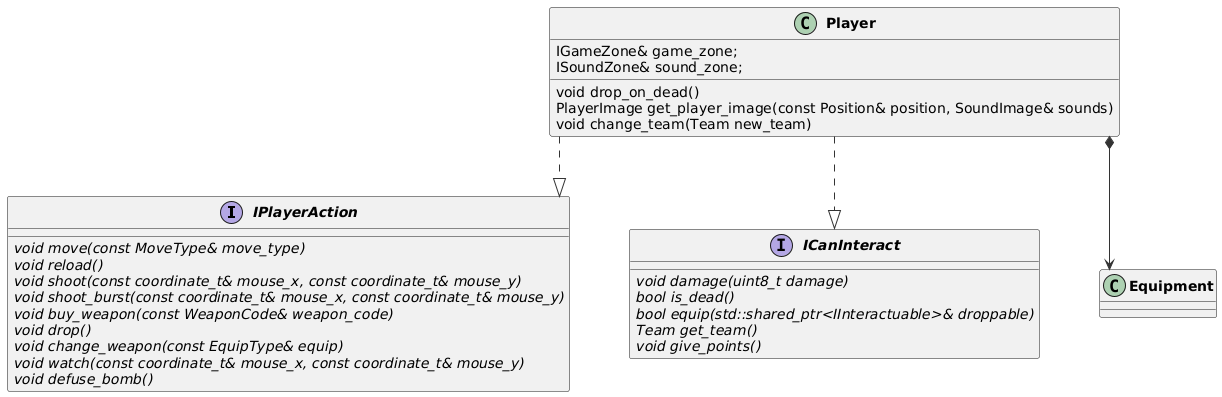 C Player
IGameZone& game_zone;
ISoundZone& sound_zone;
void drop_on_dead()
PlayerImage get_player_image(const Position& position, SoundImage& sounds)
void change_team(Team new_team)
I IPlayerAction
void move(const MoveType& move_type)
void reload()
void shoot(const coordinate_t& mouse_x, const coordinate_t& mouse_y)
void shoot_burst(const coordinate_t& mouse_x, const coordinate_t& mouse_y)
void buy_weapon(const WeaponCode& weapon_code)
void drop()
void change_weapon(const EquipType& equip)
void watch(const coordinate_t& mouse_x, const coordinate_t& mouse_y)
void defuse_bomb()
I ICanInteract
void damage(uint8_t damage)
bool is_dead()
bool equip(std::shared_ptr<IInteractuable>& droppable)
Team get_team()
void give_points()
C Equipment